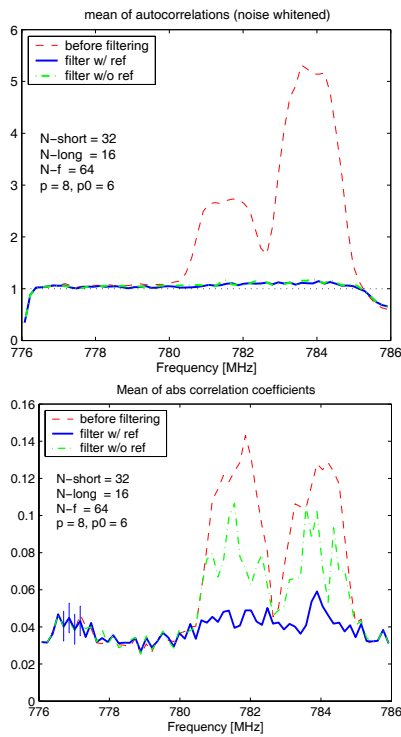 mean of autocorrelations (noise whitened)
6
5
4
3
2
1
0
before filtering
filter w/ ref
filter w/o ref
N−short = 32
N−long = 16
N−f = 64
p = 8, p0 = 6
776 778 780 782 784 786
Frequency [MHz]
Mean of abs correlation coefficients
0.16
0.14
0.12
0.1
0.08
0.06
0.04
0.02
0
before filtering
filter w/ ref
filter w/o ref
N−short = 32
N−long = 16
N−f = 64
p = 8, p0 = 6
776 778 780 782 784 786
Frequency [MHz]